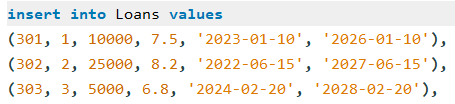 insert into Loans values
(301, 1, 10000, 7.5, '2023-01-10', '2026-01-10'),
(302, 2, 25000, 8.2, '2022-06-15', '2027-06-15'),
(303, 3, 5000, 6.8, '2024-02-20', '2028-02-20'),